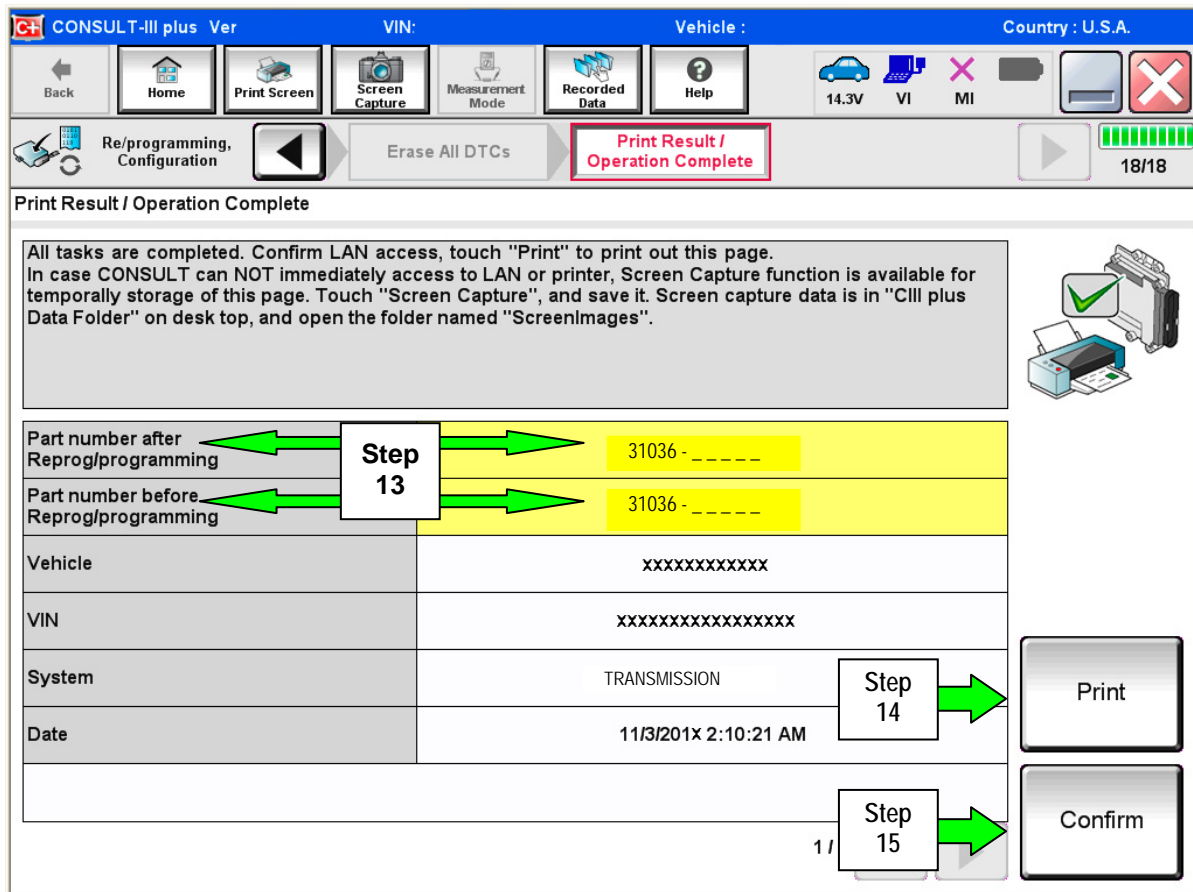 C+ CONSULT-III plus Ver VIN: Vehicle : Country : U.S.A.
Back
Home
Print Screen
Screen Capture
Measurement Mode
Recorded Data
Help
14.3V VI MI
Re/programming, Configuration
Erase All DTCs
Print Result / Operation Complete
18/18
Print Result / Operation Complete
All tasks are completed. Confirm LAN access, touch "Print" to print out this page.
In case CONSULT can NOT immediately access to LAN or printer, Screen Capture function is available for
temporally storage of this page. Touch "Screen Capture", and save it. Screen capture data is in "CIII plus
Data Folder" on desk top, and open the folder named "ScreenImages".
Part number after
Reprog/programming
31036 - _ _ _ _ _
Step
13
Part number before
Reprog/programming
31036 - _ _ _ _ _
Vehicle
xxxxxxxxxxxx
VIN
xxxxxxxxxxxxxxxxx
System
TRANSMISSION
Step
14
Print
Date
11/3/201x 2:10:21 AM
Step
15
Confirm
1 /